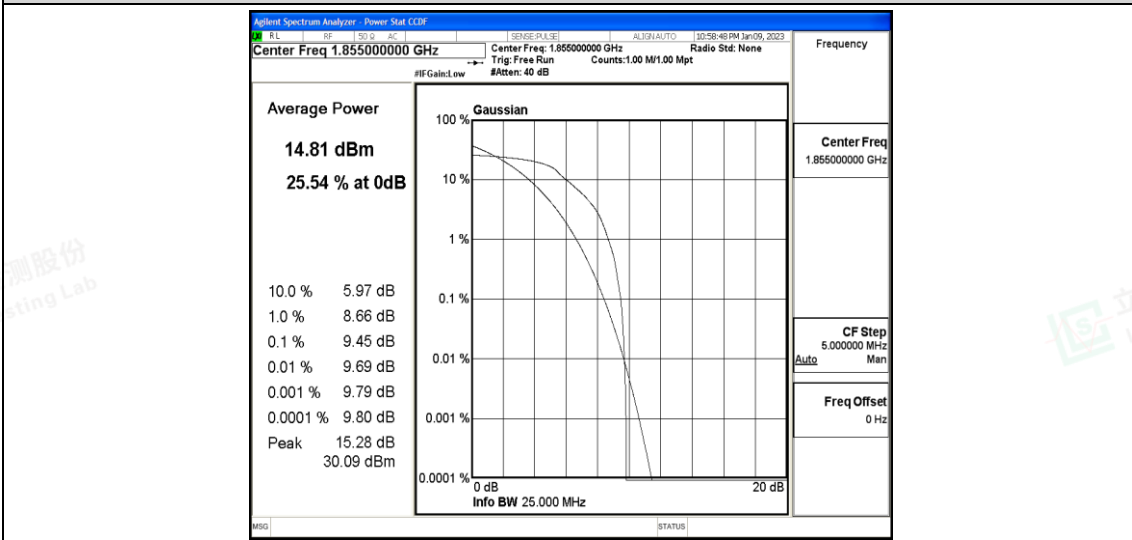 Agilent Spectrum Analyzer - Power Stat CCDF
LXI RL RF 50 Ω AC SENSE:PULSE ALIGN AUTO 10:58:48 PM Jan 09, 2023
Center Freq 1.855000000 GHz
Center Freq: 1.855000000 GHz Radio Std: None
Trig: Free Run Counts:1.00 M/1.00 Mpt
#IFGain:Low #Atten: 40 dB
Frequency
Center Freq
1.855000000 GHz
CF Step
5.000000 MHz
Auto Man
Freq Offset
0 Hz
Average Power
14.81 dBm
25.54 % at 0dB
10.0 % 5.97 dB
1.0 % 8.66 dB
0.1 % 9.45 dB
0.01 % 9.69 dB
0.001 % 9.79 dB
0.0001 % 9.80 dB
Peak 15.28 dB
30.09 dBm
Gaussian
100 %
10 %
1 %
0.1 %
0.01 %
0.001 %
0.0001 %
0 dB 20 dB
Info BW 25.000 MHz
MSG STATUS
测股份
sting Lab
立